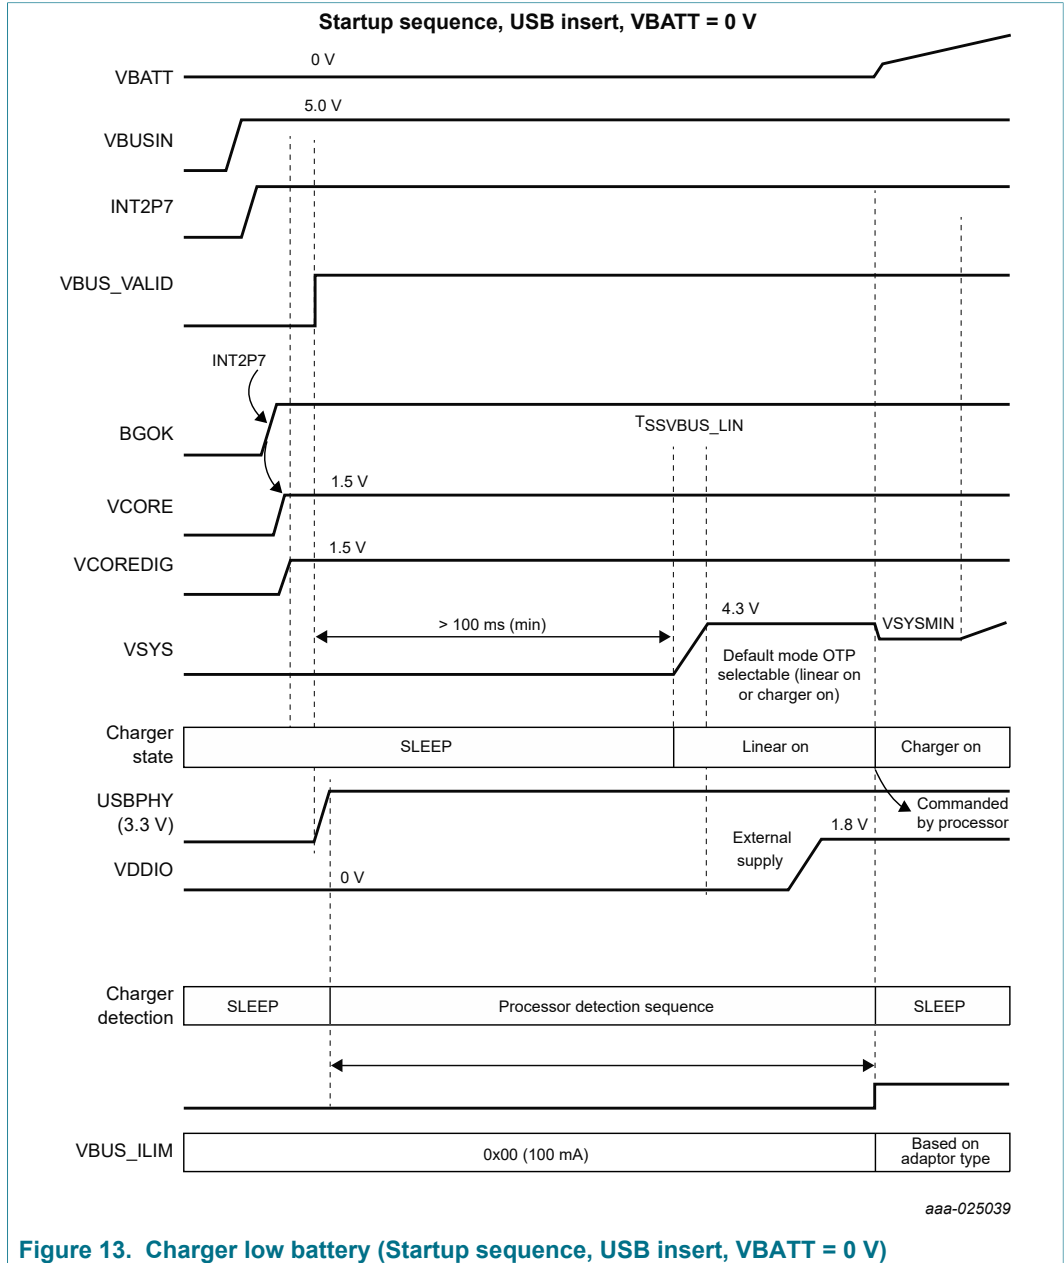 Startup sequence, USB insert, VBATT = 0 V
0 V
VBATT
5.0 V
VBUSIN
INT2P7
VBUS_VALID
INT2P7
BGOK
TSSVBUS_LIN
1.5 V
VCORE
1.5 V
VCOREDIG
> 100 ms (min)
4.3 V
VSYSMIN
VSYS
Default mode OTP
selectable (linear on
or charger on)
Charger
state
SLEEP
Linear on
Charger on
USBPHY
(3.3 V)
Commanded
by processor
1.8 V
External
supply
VDDIO
0 V
Charger
detection
SLEEP
Processor detection sequence
SLEEP
VBUS_ILIM
0x00 (100 mA)
Based on
adaptor type
aaa-025039
Figure 13. Charger low battery (Startup sequence, USB insert, VBATT = 0 V)